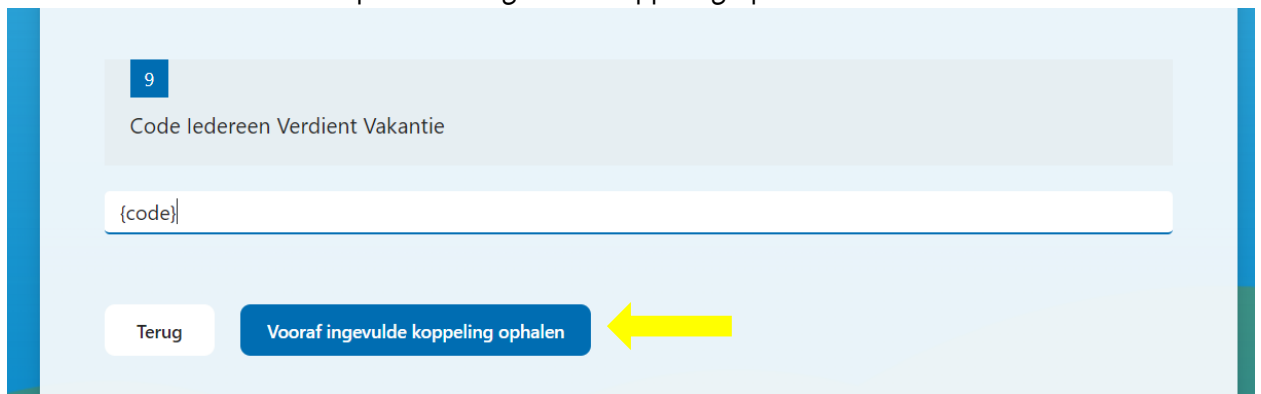 9
Code Iedereen Verdient Vakantie
{code}
Terug
Vooraf ingevulde koppeling ophalen